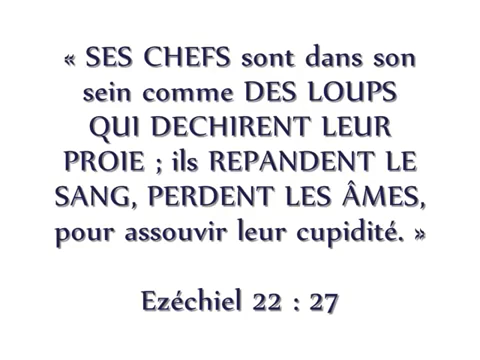 « SES CHEFS sont dans son
sein comme DES LOUPS
QUI DECHIRENT LEUR
PROIE ; ils REPANDENT LE
SANG, PERDENT LES ÂMES,
pour assouvir leur cupidité. »
Ezéchiel 22 : 27